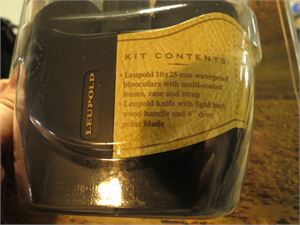 KIT CONTENTS
• Leupold 10x25 mm waterproof
binoculars with multi-coated
lenses, case and strap
• Leupold knife with light burl
wood handle and 4" drop
point blade
LEUPOLD